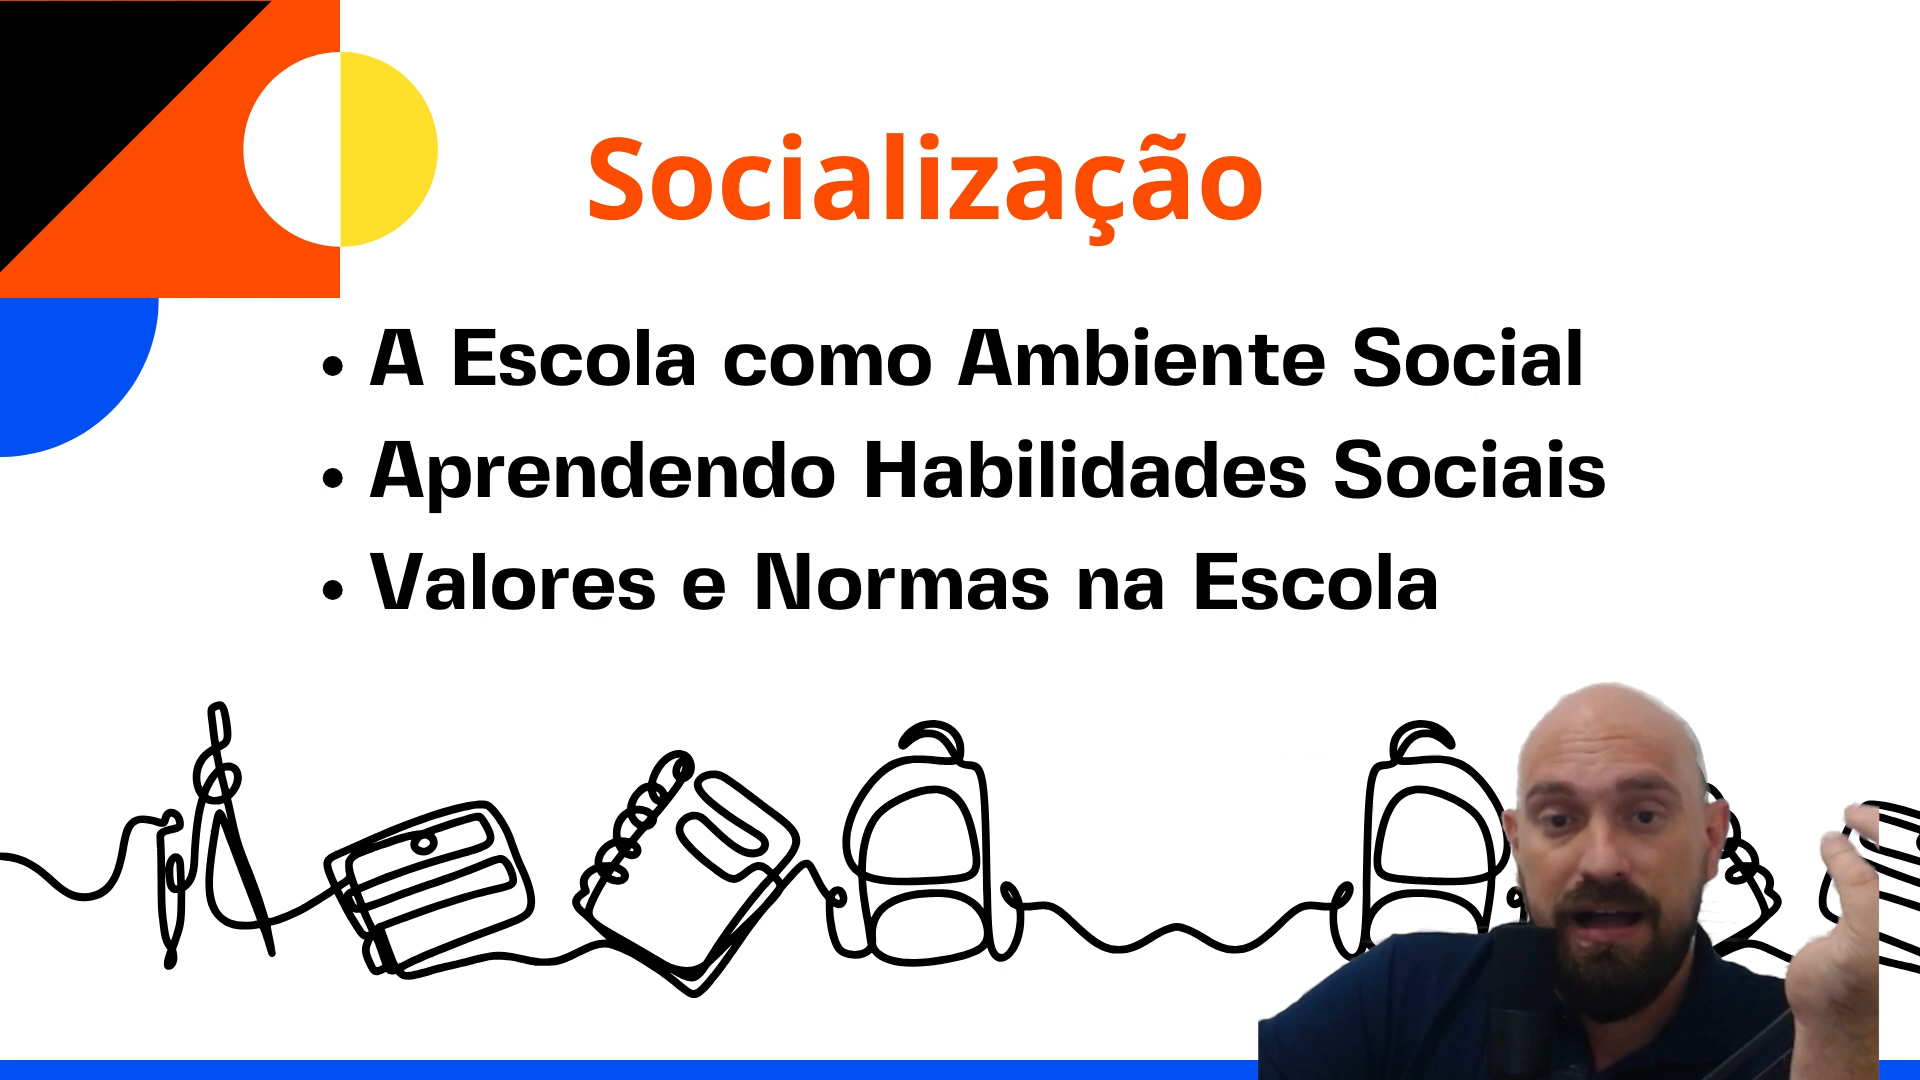 Socialização
• A Escola como Ambiente Social
• Aprendendo Habilidades Sociais
• Valores e Normas na Escola